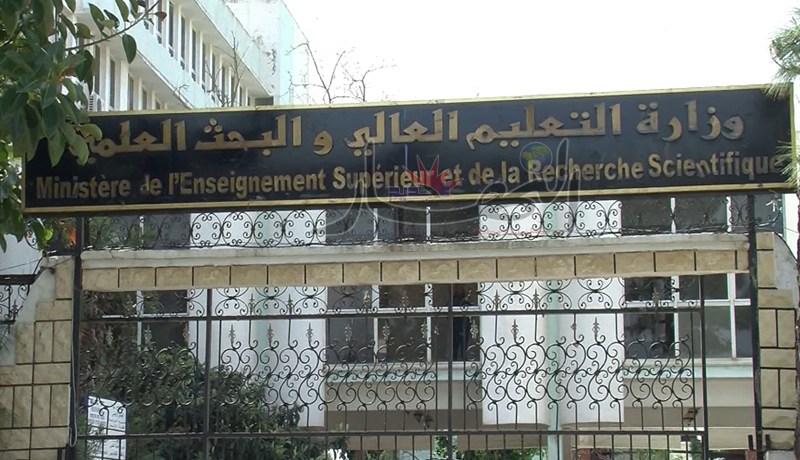 وزارة التعليم العالي و البحث العلمي
Ministère de l'Enseignement Supérieur et de la Recherche Scientifique